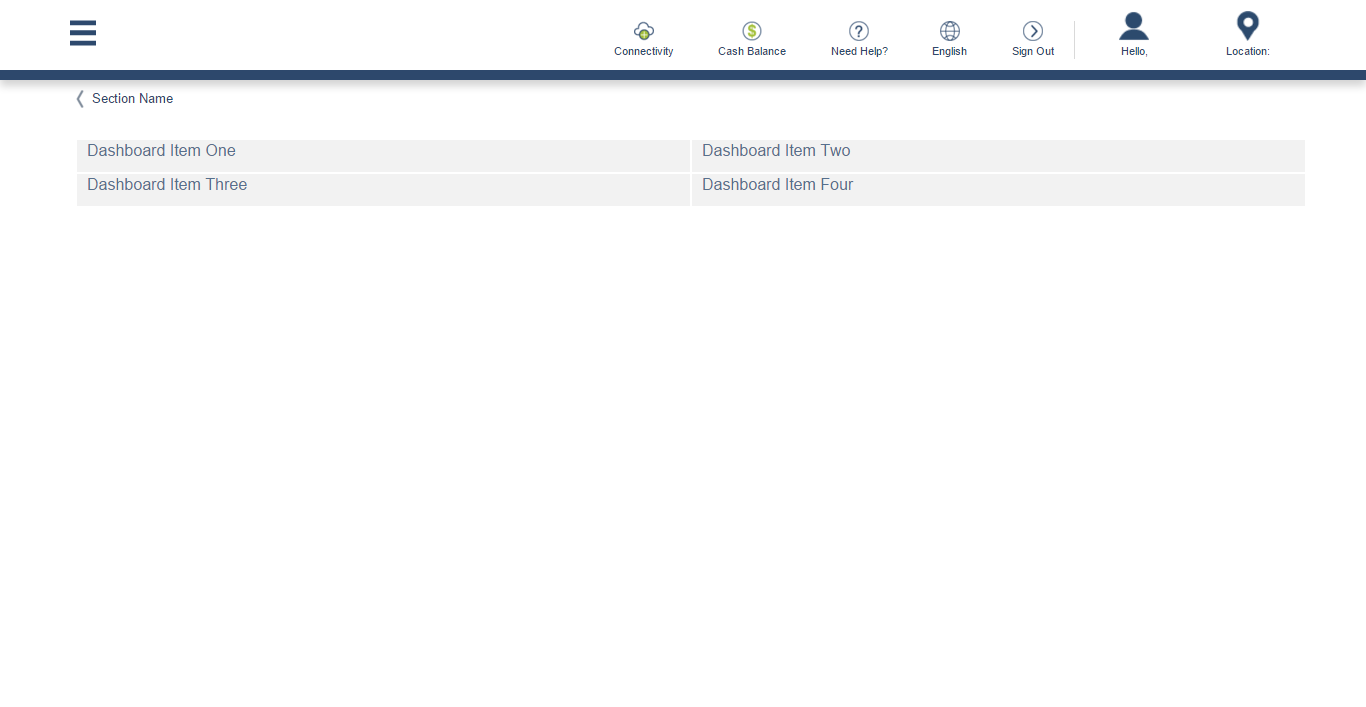 Connectivity Cash Balance Need Help? English Sign Out Hello, Location:
Section Name
Dashboard Item One Dashboard Item Two
Dashboard Item Three Dashboard Item Four